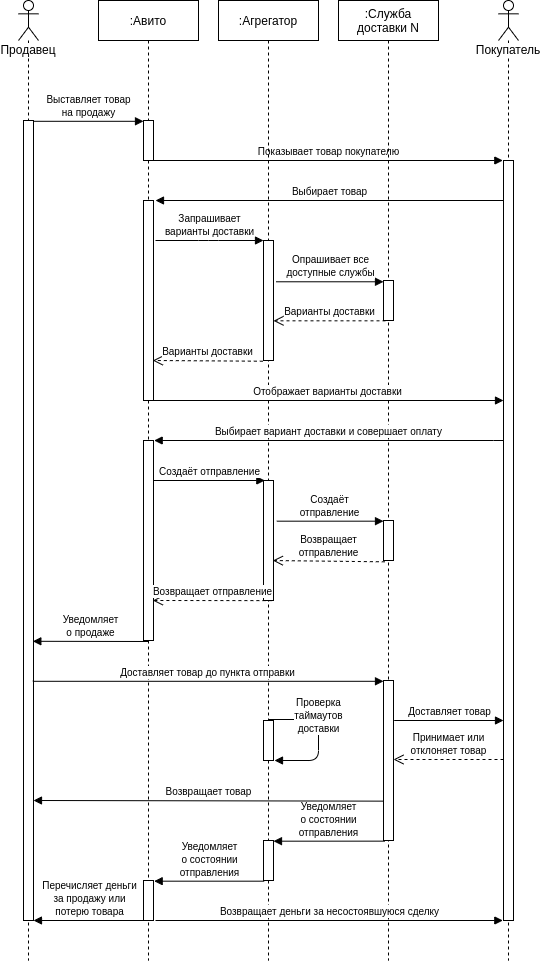 :Авито
:Агрегатор
:Служба
доставки N
Продавец
Покупатель
Выставляет товар
на продажу
Показывает товар покупателю
Выбирает товар
Запрашивает
варианты доставки
Опрашивает все
доступные службы
Варианты доставки
Варианты доставки
Отображает варианты доставки
Выбирает вариант доставки и совершает оплату
Создаёт отправление
Создаёт
отправление
Возвращает
отправление
Возвращает отправление
Уведомляет
о продаже
Доставляет товар до пункта отправки
Проверка
таймаутов
доставки
Доставляет товар
Принимает или
отклоняет товар
Возвращает товар
Уведомляет
о состоянии
отправления
Уведомляет
о состоянии
отправления
Перечисляет деньги
за продажу или
потерю товара
Возвращает деньги за несостоявшуюся сделку